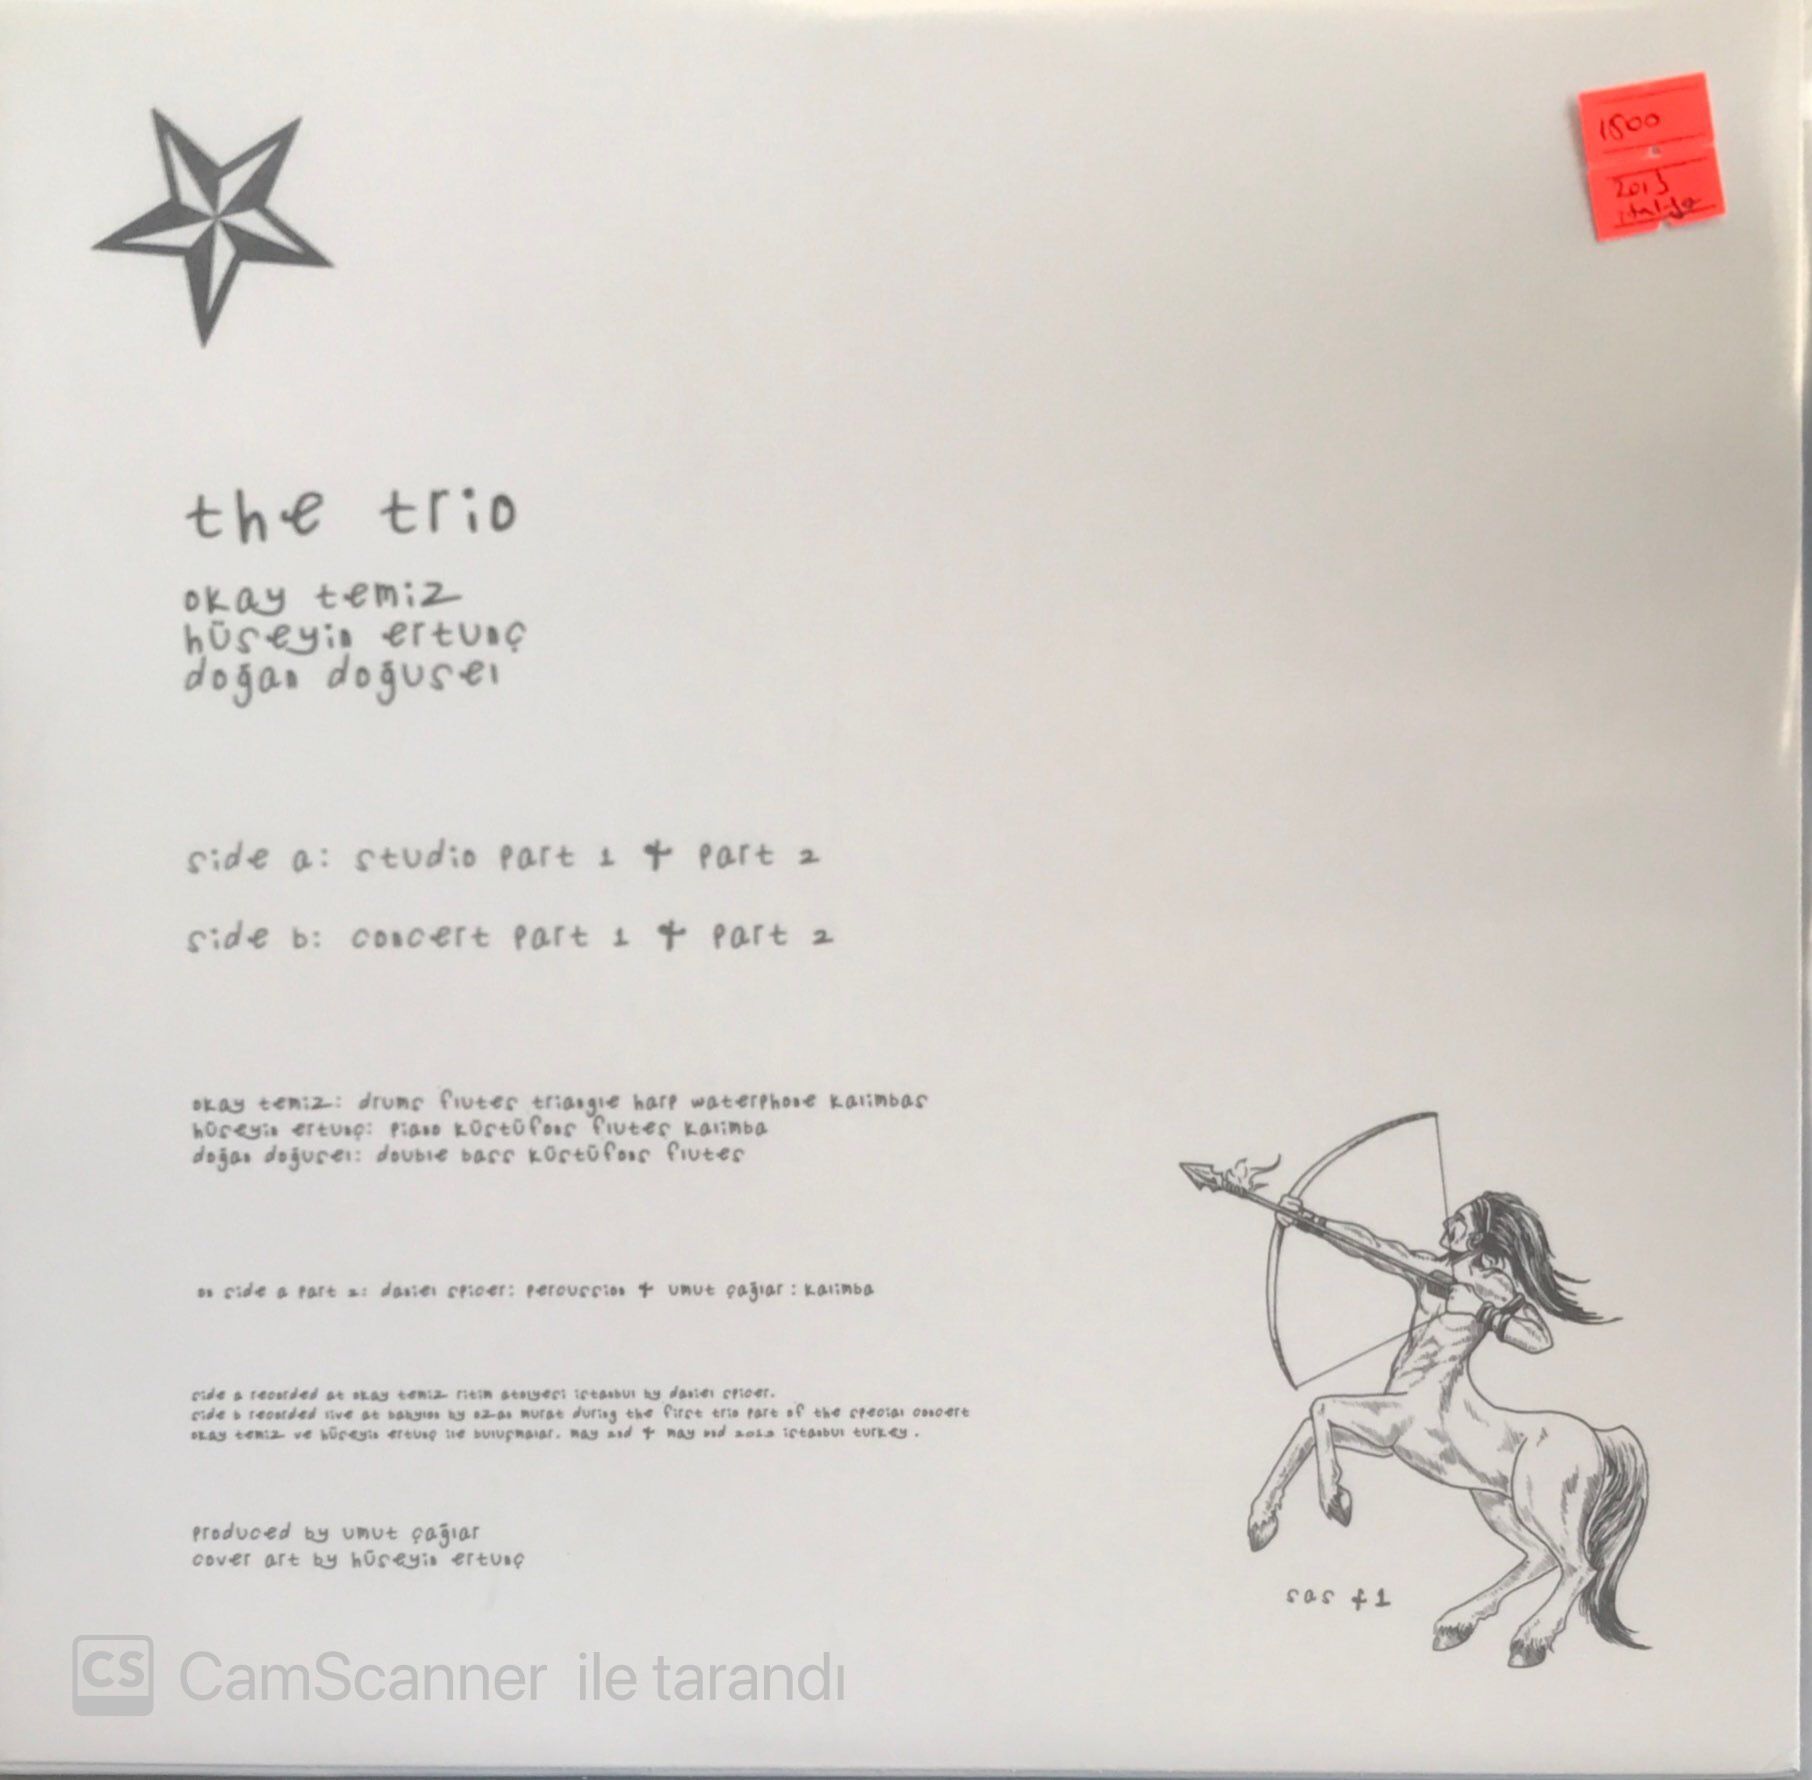 1800
2013
italya
the trio
okay temiz
hüseyin ertunç
doğan doğusel
side a: studio part 1 + part 2
side b: concert part 1 + part 2
okay temiz: drums flutes triangle harp waterphone kalimbas
hüseyin ertunç: piano küstüfons flutes kalimba
doğan doğusel: double bass küstüfons flutes
on side a part 2: daniel spicer: percussion + umut çağlar: kalimba
side a recorded at okay temiz ritim atolyesi istanbul by daniel spicer.
side b recorded live at babylon by ozan murat during the first trio part of the special concert
okay temiz ve hüseyin ertunç ile buluşmalar. may 2nd + may 2013 istanbul turkey.
produced by umut çağlar
cover art by hüseyin ertunç
sas #1
CS CamScanner ile tarandı